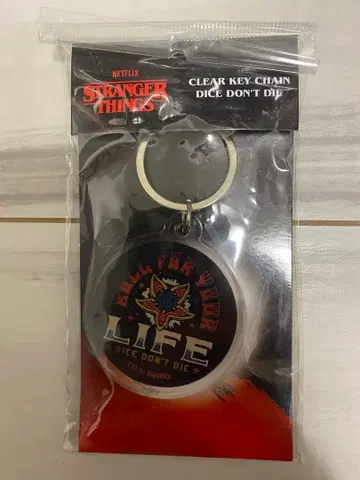 NETFLIX
STRANGER
THINGS
CLEAR KEY CHAIN
DICE DON'T DIE
ROLL FOR YOUR
LIFE
DICE DON'T DIE